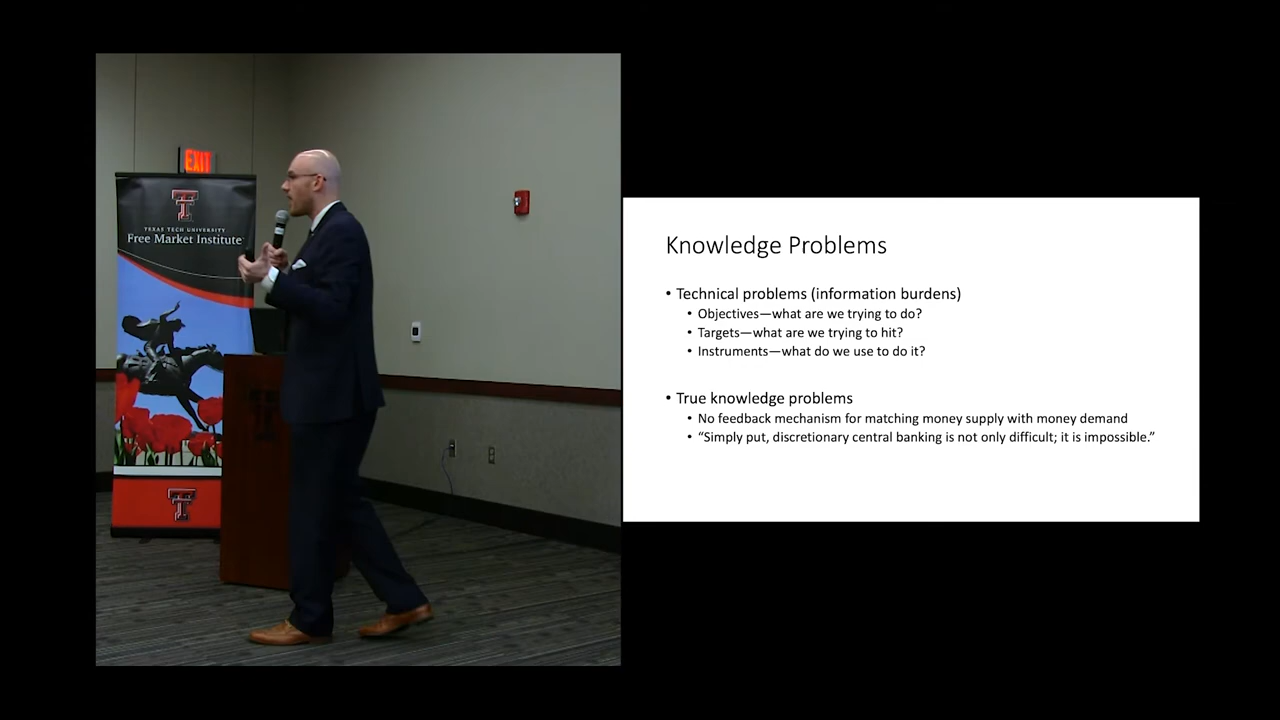 EXIT
TEXAS TECH UNIVERSITY
Free Market Institute
Knowledge Problems
• Technical problems (information burdens)
• Objectives—what are we trying to do?
• Targets—what are we trying to hit?
• Instruments—what do we use to do it?
• True knowledge problems
• No feedback mechanism for matching money supply with money demand
• “Simply put, discretionary central banking is not only difficult; it is impossible.”